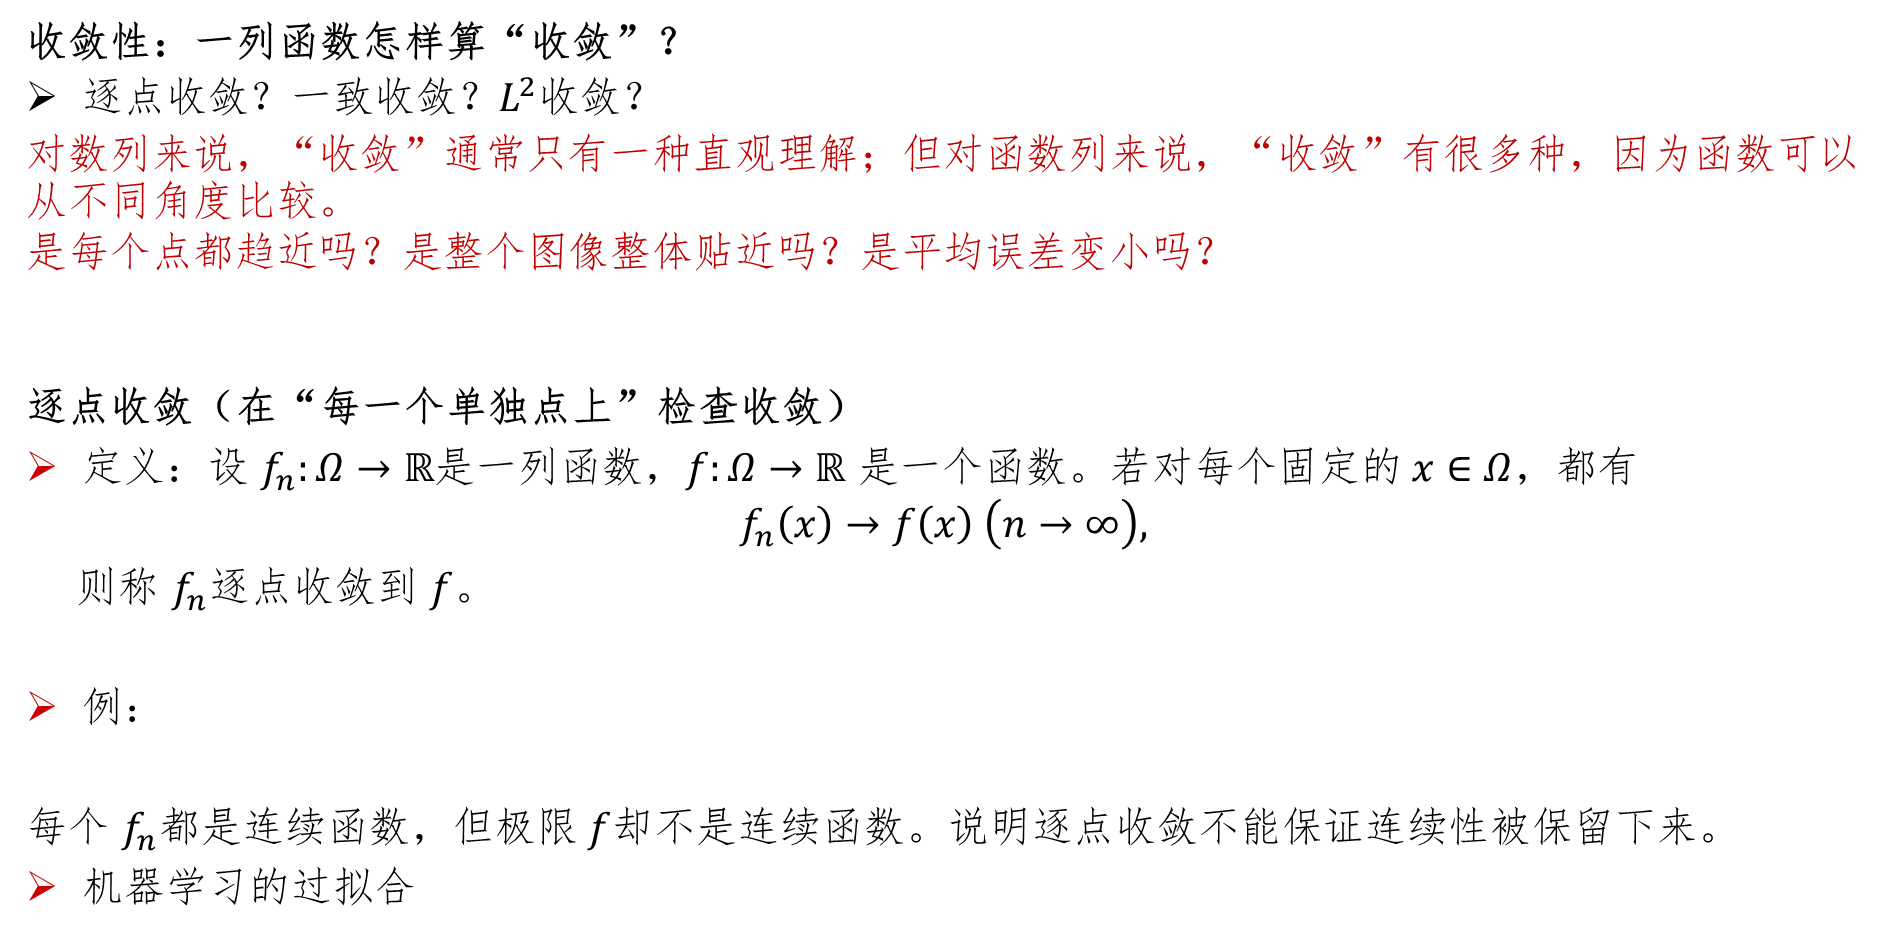 收敛性：一列函数怎样算“收敛”？
➢ 逐点收敛？一致收敛？L²收敛？
对数列来说，“收敛”通常只有一种直观理解；但对函数列来说，“收敛”有很多种，因为函数可以
从不同角度比较。
是每个点都趋近吗？是整个图像整体贴近吗？是平均误差变小吗？
逐点收敛（在“每一个单独点上”检查收敛）
➢ 定义：设 fₙ:Ω → ℝ是一列函数，f:Ω → ℝ 是一个函数。若对每个固定的 x ∈ Ω，都有
fₙ(x) → f(x) (n → ∞),
则称 fₙ逐点收敛到 f。
➢ 例：
每个 fₙ都是连续函数，但极限 f却不是连续函数。说明逐点收敛不能保证连续性被保留下来。
➢ 机器学习的过拟合